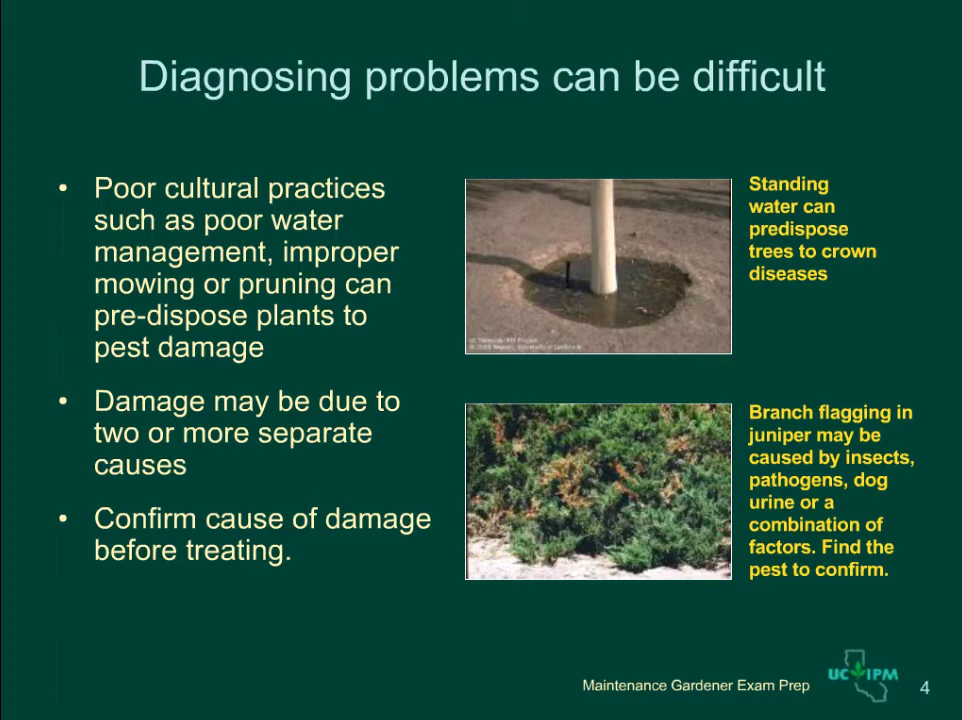 Diagnosing problems can be difficult
• Poor cultural practices
such as poor water
management, improper
mowing or pruning can
pre-dispose plants to
pest damage
• Damage may be due to
two or more separate
causes
• Confirm cause of damage
before treating.
Standing
water can
predispose
trees to crown
diseases
Branch flagging in
juniper may be
caused by insects,
pathogens, dog
urine or a
combination of
factors. Find the
pest to confirm.
Maintenance Gardener Exam Prep
UC IPM
4